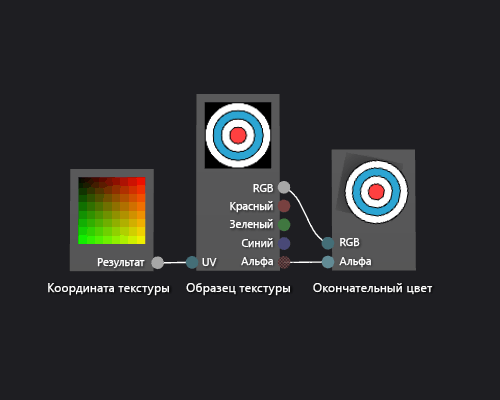 RGB
Красный
Зеленый
Синий
RGB
Результат
UV
Альфа
Альфа
Координата текстуры
Образец текстуры
Окончательный цвет